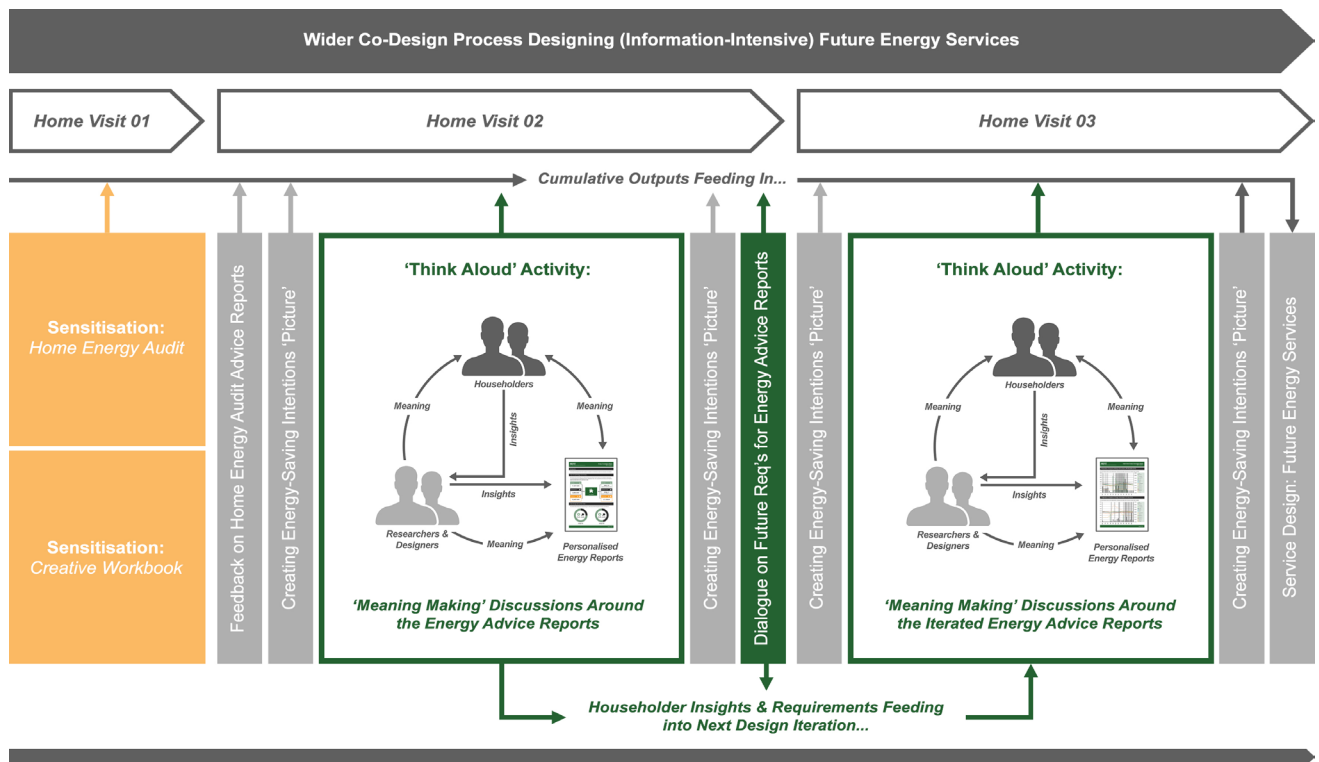 Wider Co-Design Process Designing (Information-Intensive) Future Energy Services
Home Visit 01
Home Visit 02
Home Visit 03
Cumulative Outputs Feeding In...
Sensitisation:
Home Energy Audit
Sensitisation:
Creative Workbook
Feedback on Home Energy Audit Advice Reports
Creating Energy-Saving Intentions ‘Picture’
‘Think Aloud’ Activity:
Householders
Meaning
Meaning
Insights
Insights
Researchers &
Designers
Meaning
Personalised
Energy Reports
‘Meaning Making’ Discussions Around
the Energy Advice Reports
Creating Energy-Saving Intentions ‘Picture’
Dialogue on Future Req’s for Energy Advice Reports
Creating Energy-Saving Intentions ‘Picture’
‘Think Aloud’ Activity:
Householders
Meaning
Meaning
Insights
Insights
Researchers &
Designers
Meaning
Personalised
Energy Reports
‘Meaning Making’ Discussions Around
the Iterated Energy Advice Reports
Creating Energy-Saving Intentions ‘Picture’
Service Design: Future Energy Services
Householder Insights & Requirements Feeding
into Next Design Iteration...